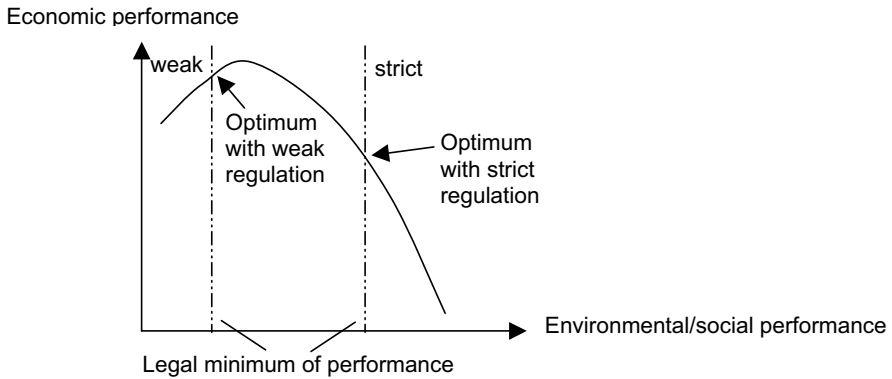 Economic performance
weak
strict
Optimum
with weak
regulation
Optimum
with strict
regulation
Environmental/social performance
Legal minimum of performance